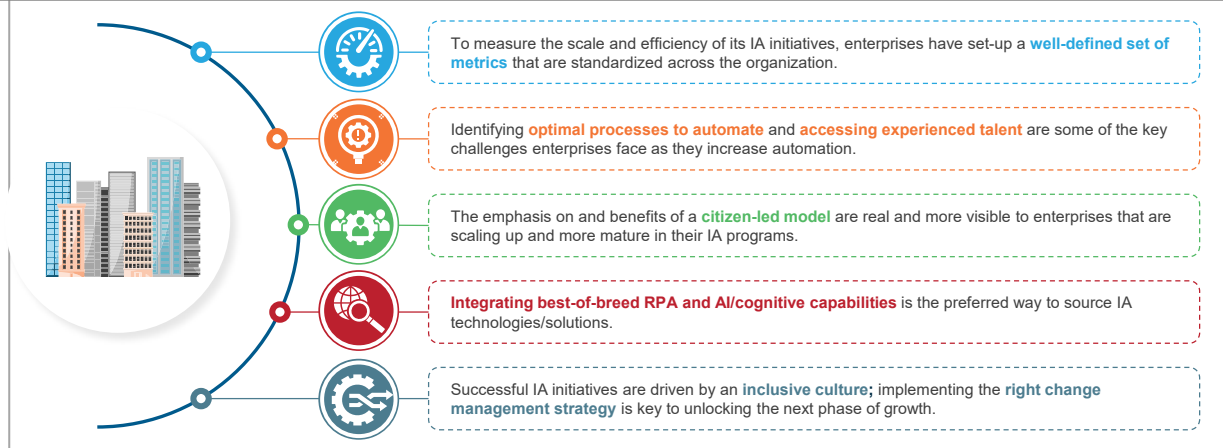 To measure the scale and efficiency of its IA initiatives, enterprises have set-up a well-defined set of
metrics that are standardized across the organization.
Identifying optimal processes to automate and accessing experienced talent are some of the key
challenges enterprises face as they increase automation.
The emphasis on and benefits of a citizen-led model are real and more visible to enterprises that are
scaling up and more mature in their IA programs.
Integrating best-of-breed RPA and AI/cognitive capabilities is the preferred way to source IA
technologies/solutions.
Successful IA initiatives are driven by an inclusive culture; implementing the right change
management strategy is key to unlocking the next phase of growth.